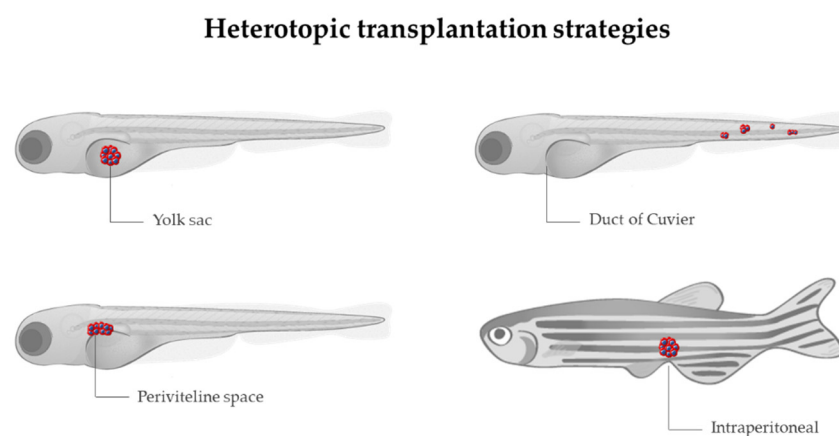 Heterotopic transplantation strategies
Yolk sac
Duct of Cuvier
Periviteline space
Intraperitoneal